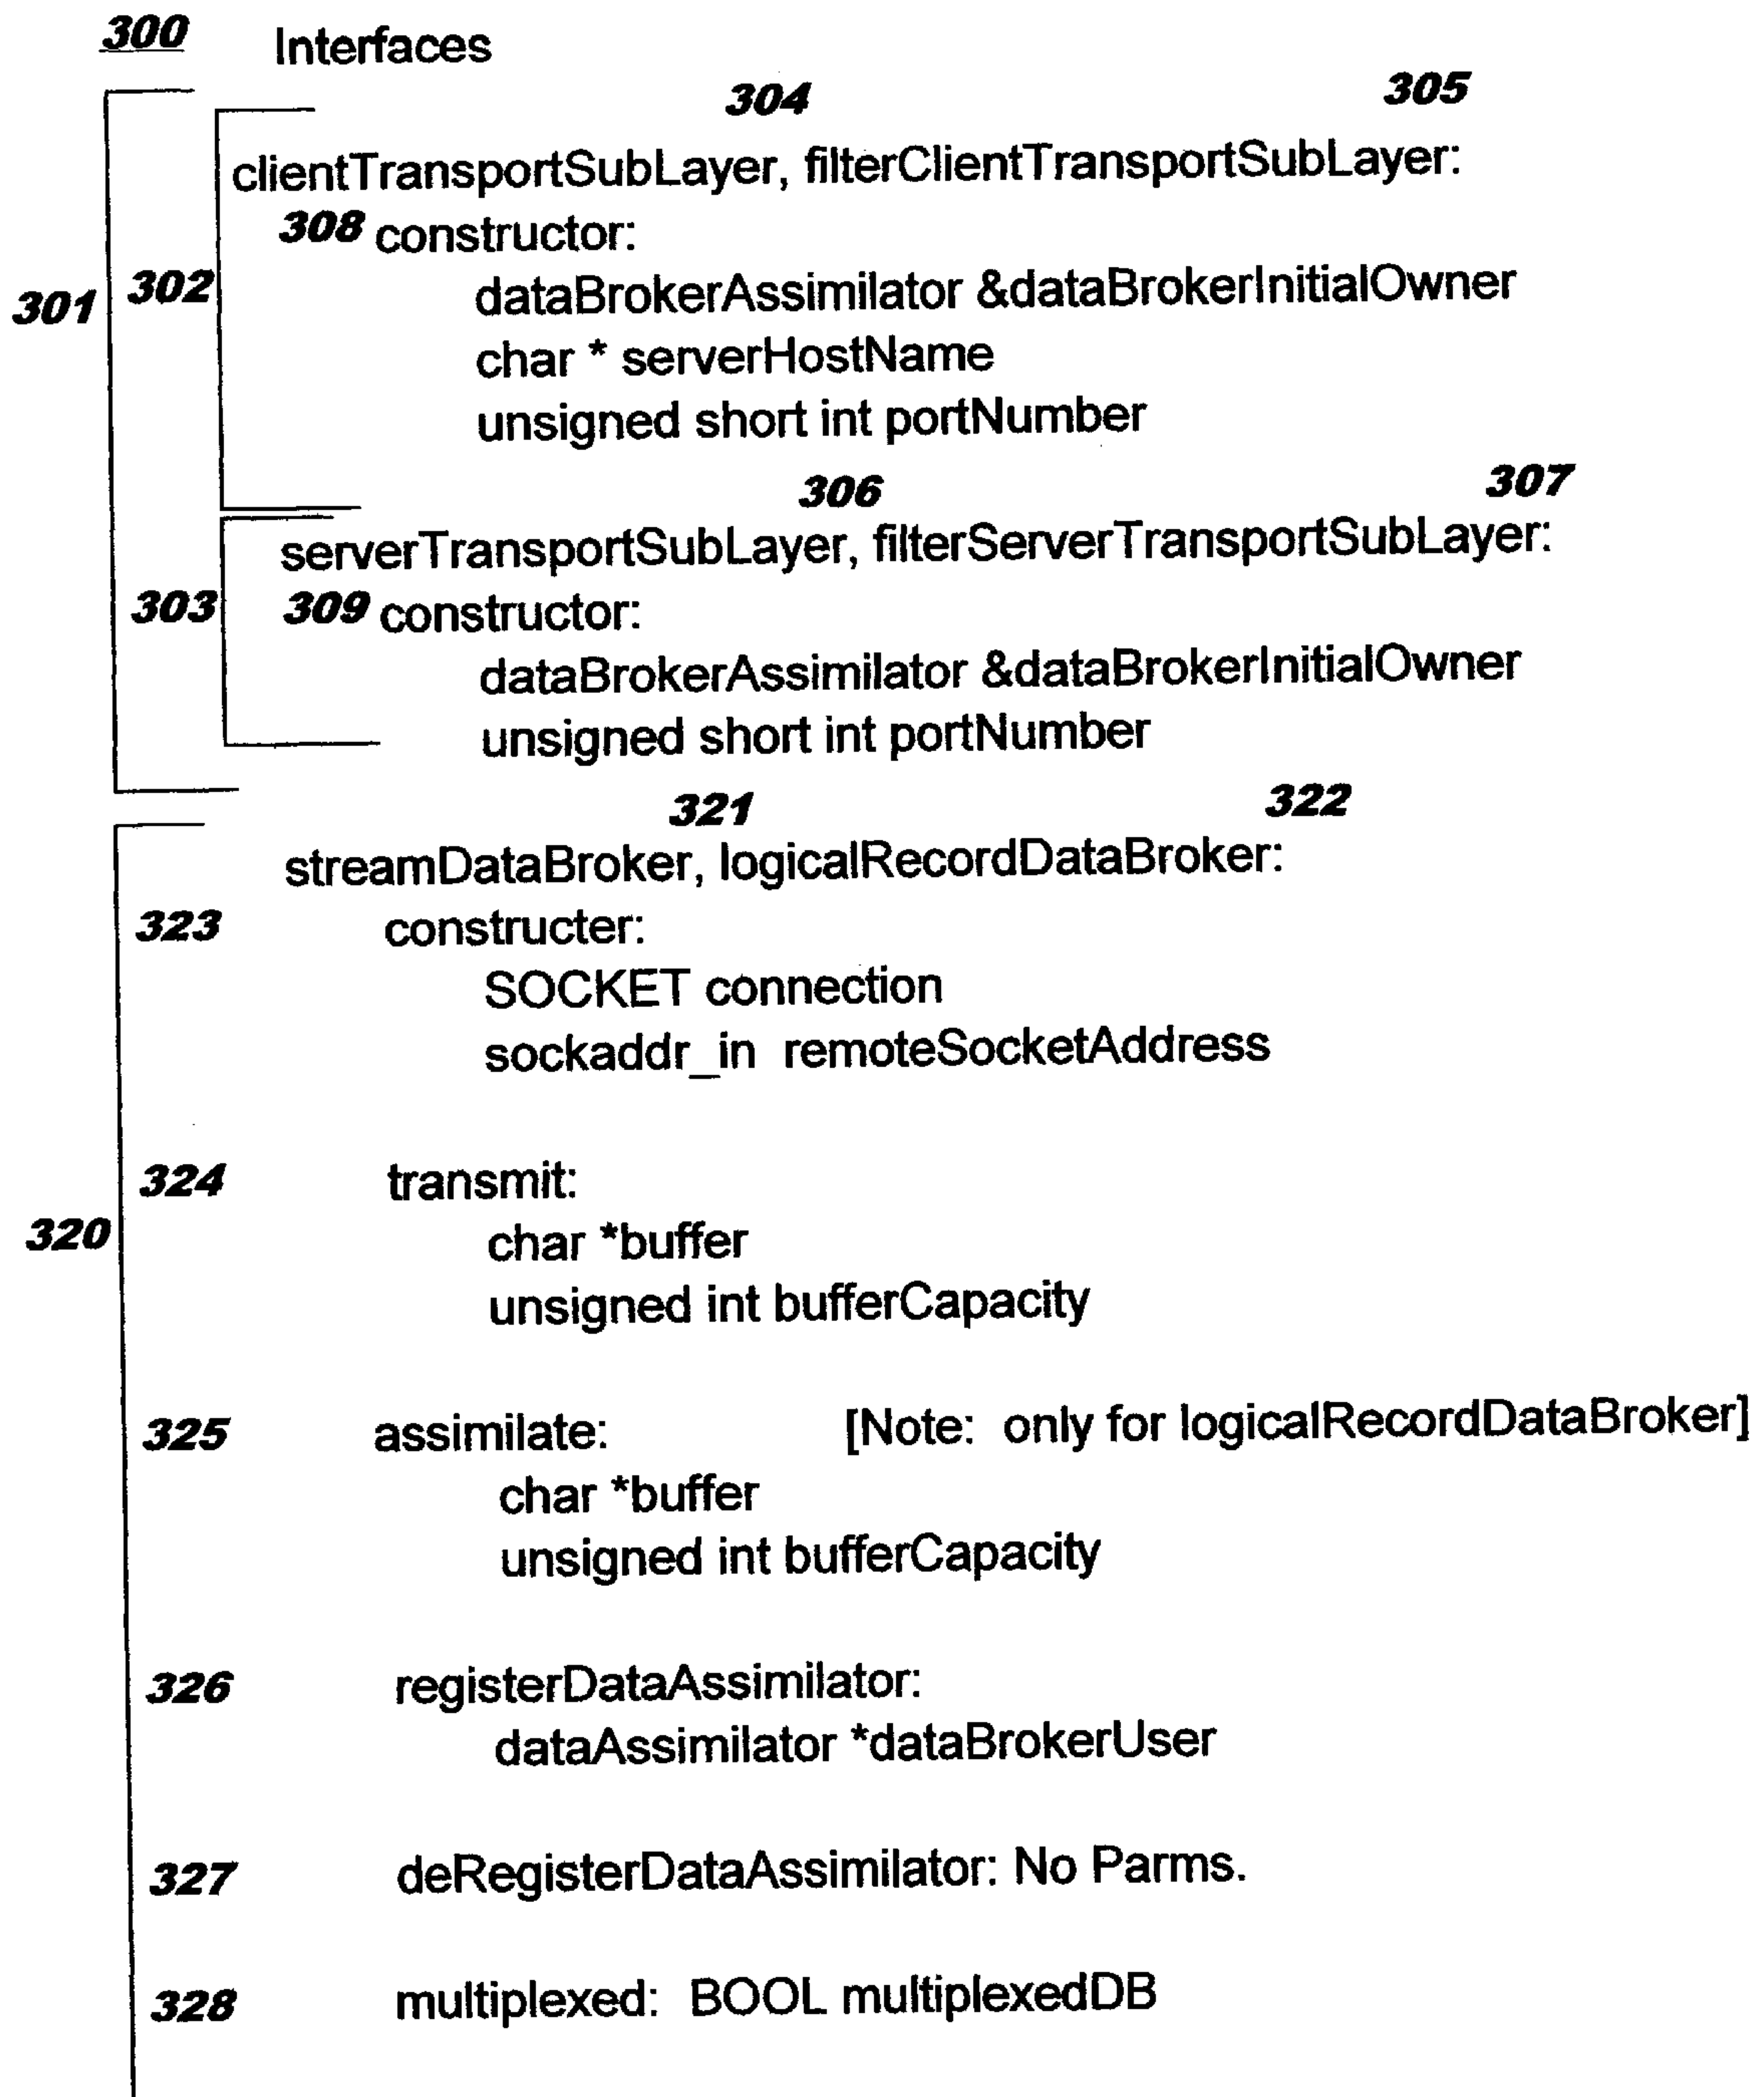 300 Interfaces
304 305
clientTransportSubLayer, filterClientTransportSubLayer:
308 constructor:
301 302 dataBrokerAssimilator &dataBrokerInitialOwner
char * serverHostName
unsigned short int portNumber
306 307
serverTransportSubLayer, filterServerTransportSubLayer:
303 309 constructor:
dataBrokerAssimilator &dataBrokerInitialOwner
unsigned short int portNumber
321 322
streamDataBroker, logicalRecordDataBroker:
323 constructer:
SOCKET connection
sockaddr_in remoteSocketAddress
324 transmit:
320 char *buffer
unsigned int bufferCapacity
325 assimilate: [Note: only for logicalRecordDataBroker]
char *buffer
unsigned int bufferCapacity
326 registerDataAssimilator:
dataAssimilator *dataBrokerUser
327 deRegisterDataAssimilator: No Parms.
328 multiplexed: BOOL multiplexedDB